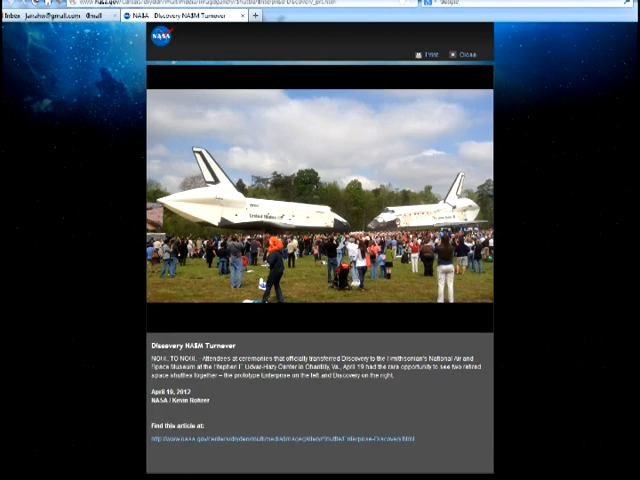 Inbox - - Gmail
NASA - Discovery NASM Turnover
Google
NASA
Print
Close
United States
Discovery NASM Turnover
NOSE TO NOSE - Attendees at ceremonies that officially transferred Discovery to the Smithsonian's National Air and
Space Museum at the Stephen F. Udvar-Hazy Center in Chantilly, Va., April 19 had the rare opportunity to see two retired
space shuttles together – the prototype Enterprise on the left and Discovery on the right.
April 19, 2012
NASA / Kevin Rohrer
Find this article at: